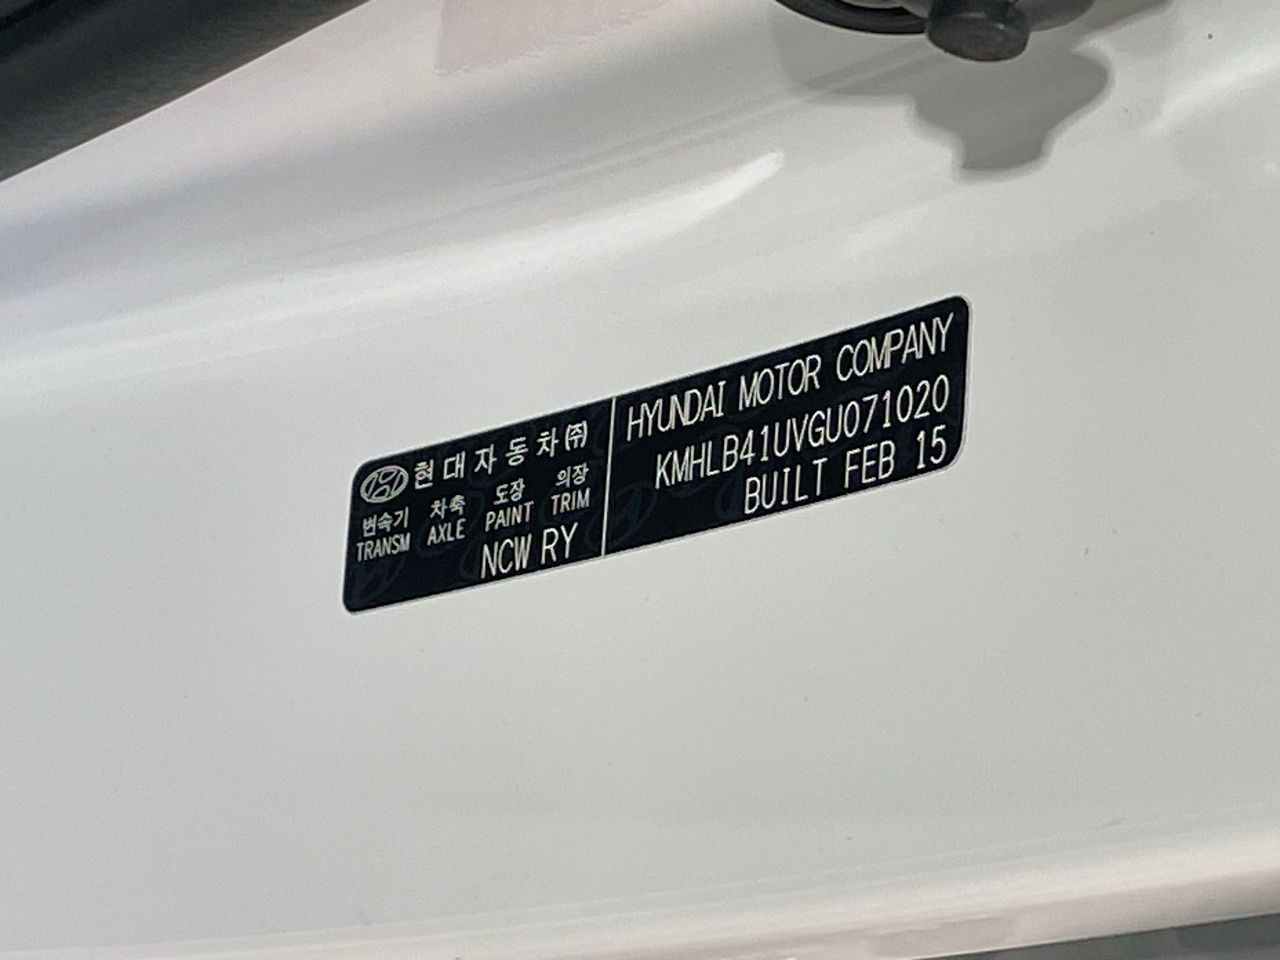 현대자동차㈜
변속기 차축 도장 의장
TRANSM AXLE PAINT TRIM
NCW RY
HYUNDAI MOTOR COMPANY
KMHLB41UVGU071020
BUILT FEB 15